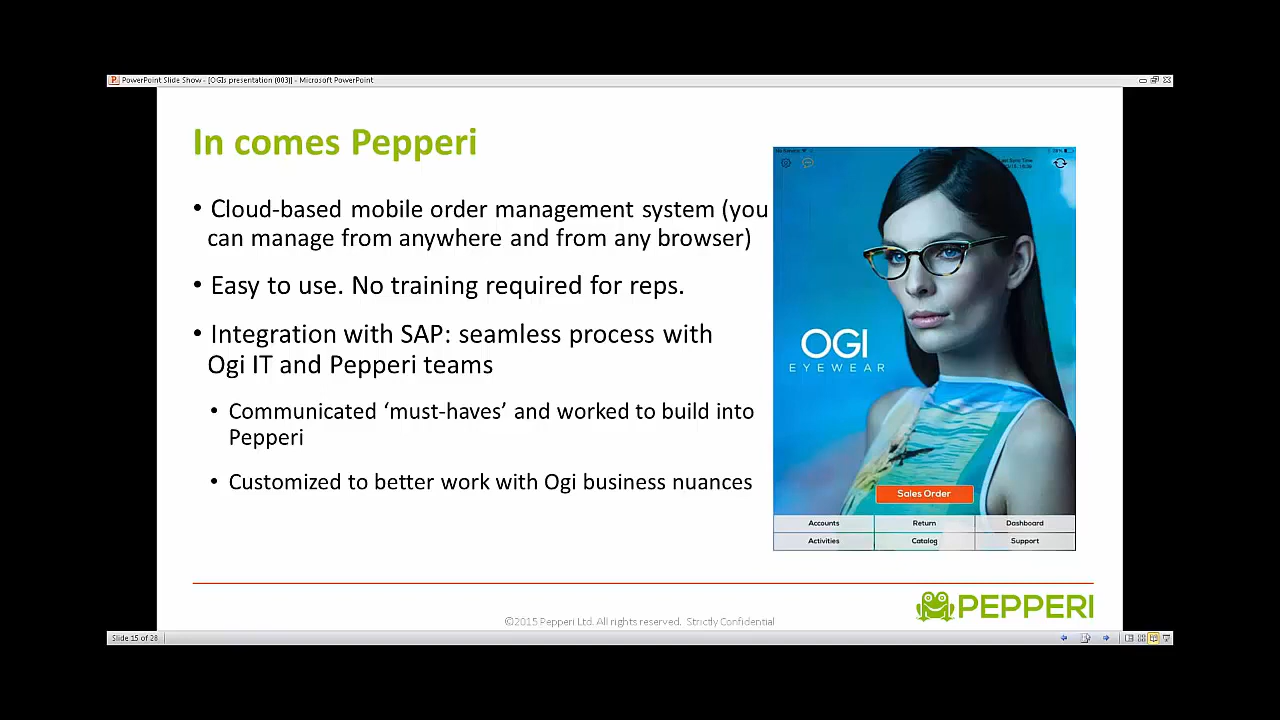 PowerPoint Slide Show - [OGIs presentation (003)] - Microsoft PowerPoint
In comes Pepperi
• Cloud-based mobile order management system (you
can manage from anywhere and from any browser)
• Easy to use. No training required for reps.
• Integration with SAP: seamless process with
Ogi IT and Pepperi teams
• Communicated ‘must-haves’ and worked to build into
Pepperi
• Customized to better work with Ogi business nuances
Last Sync Time
OGI
EYEWEAR
Sales Order
Accounts Return Dashboard
Activities Catalog Support
PEPPERI
©2015 Pepperi Ltd. All rights reserved. Strictly Confidential
Slide 15 of 28